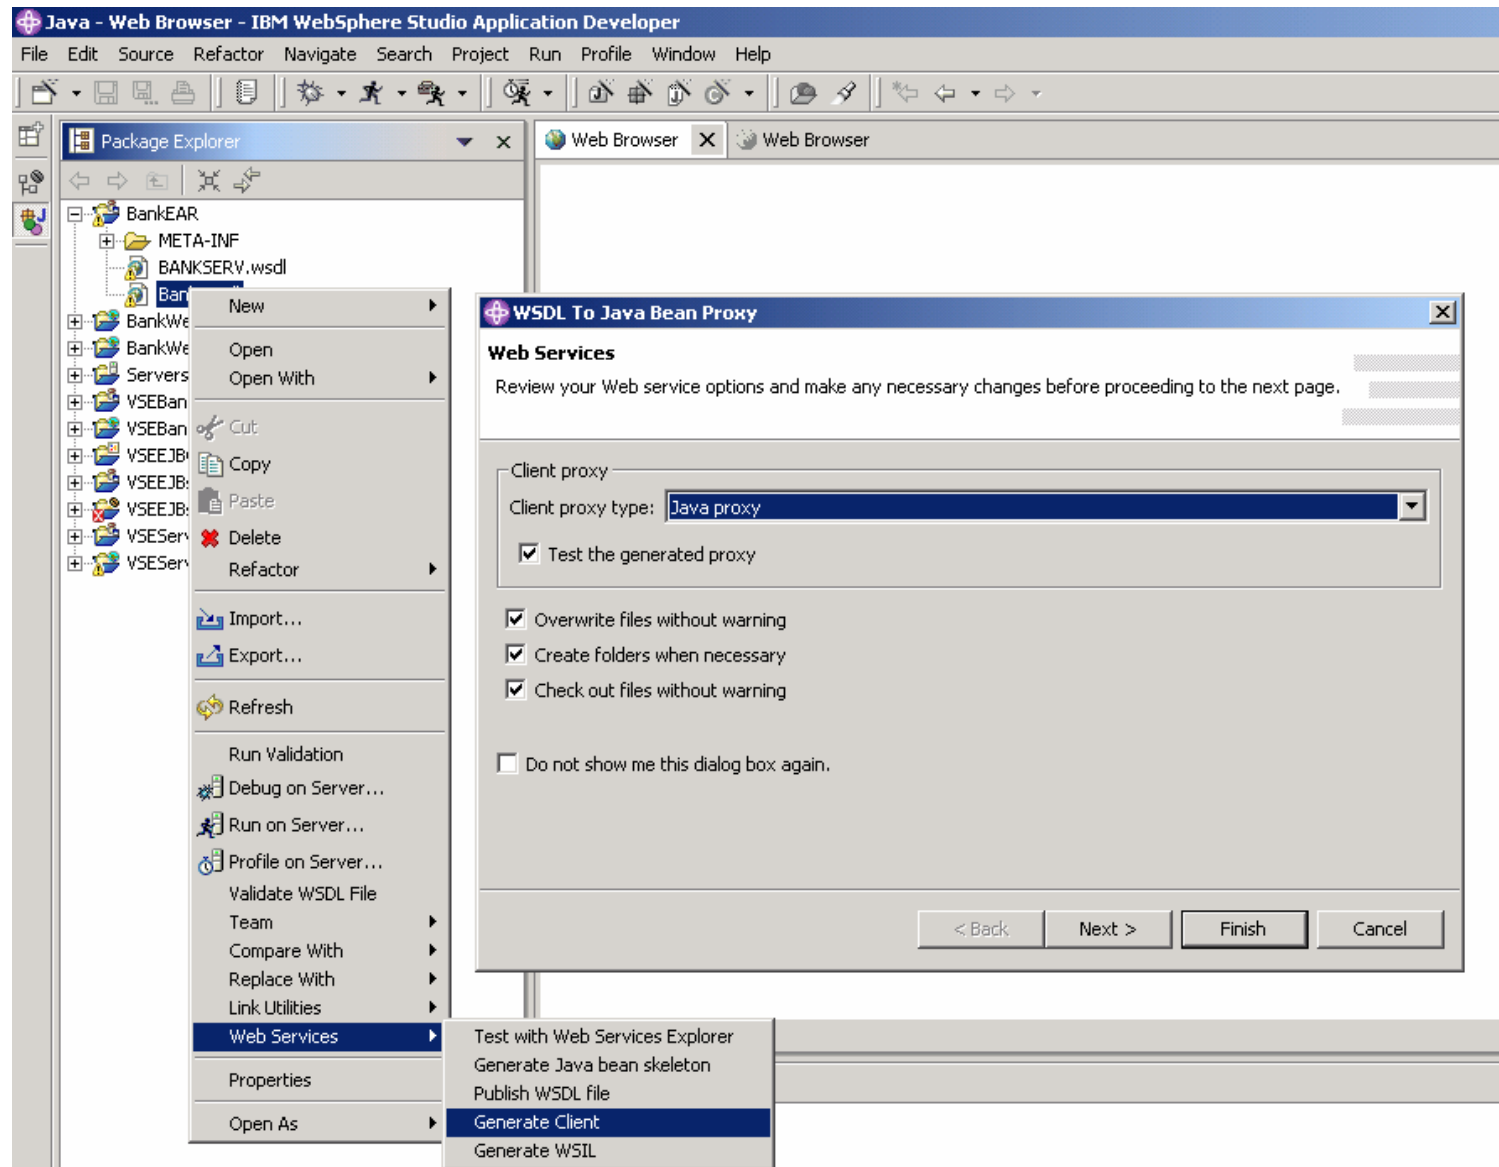 Java - Web Browser - IBM WebSphere Studio Application Developer
File Edit Source Refactor Navigate Search Project Run Profile Window Help
Package Explorer
Web Browser
Web Browser
BankEAR
META-INF
BANKSERV.wsdl
BankWe
BankWe
Servers
VSEBan
VSEBan
VSEEJB
VSEEJB
VSEEJB
VSESer
VSESer
New
Open
Open With
Cut
Copy
Paste
Delete
Refactor
Import...
Export...
Refresh
Run Validation
Debug on Server...
Run on Server...
Profile on Server...
Validate WSDL File
Team
Compare With
Replace With
Link Utilities
Web Services
Properties
Open As
Test with Web Services Explorer
Generate Java bean skeleton
Publish WSDL file
Generate Client
Generate WSIL
WSDL To Java Bean Proxy
Web Services
Review your Web service options and make any necessary changes before proceeding to the next page.
Client proxy
Client proxy type: Java proxy
Test the generated proxy
Overwrite files without warning
Create folders when necessary
Check out files without warning
Do not show me this dialog box again.
< Back Next > Finish Cancel